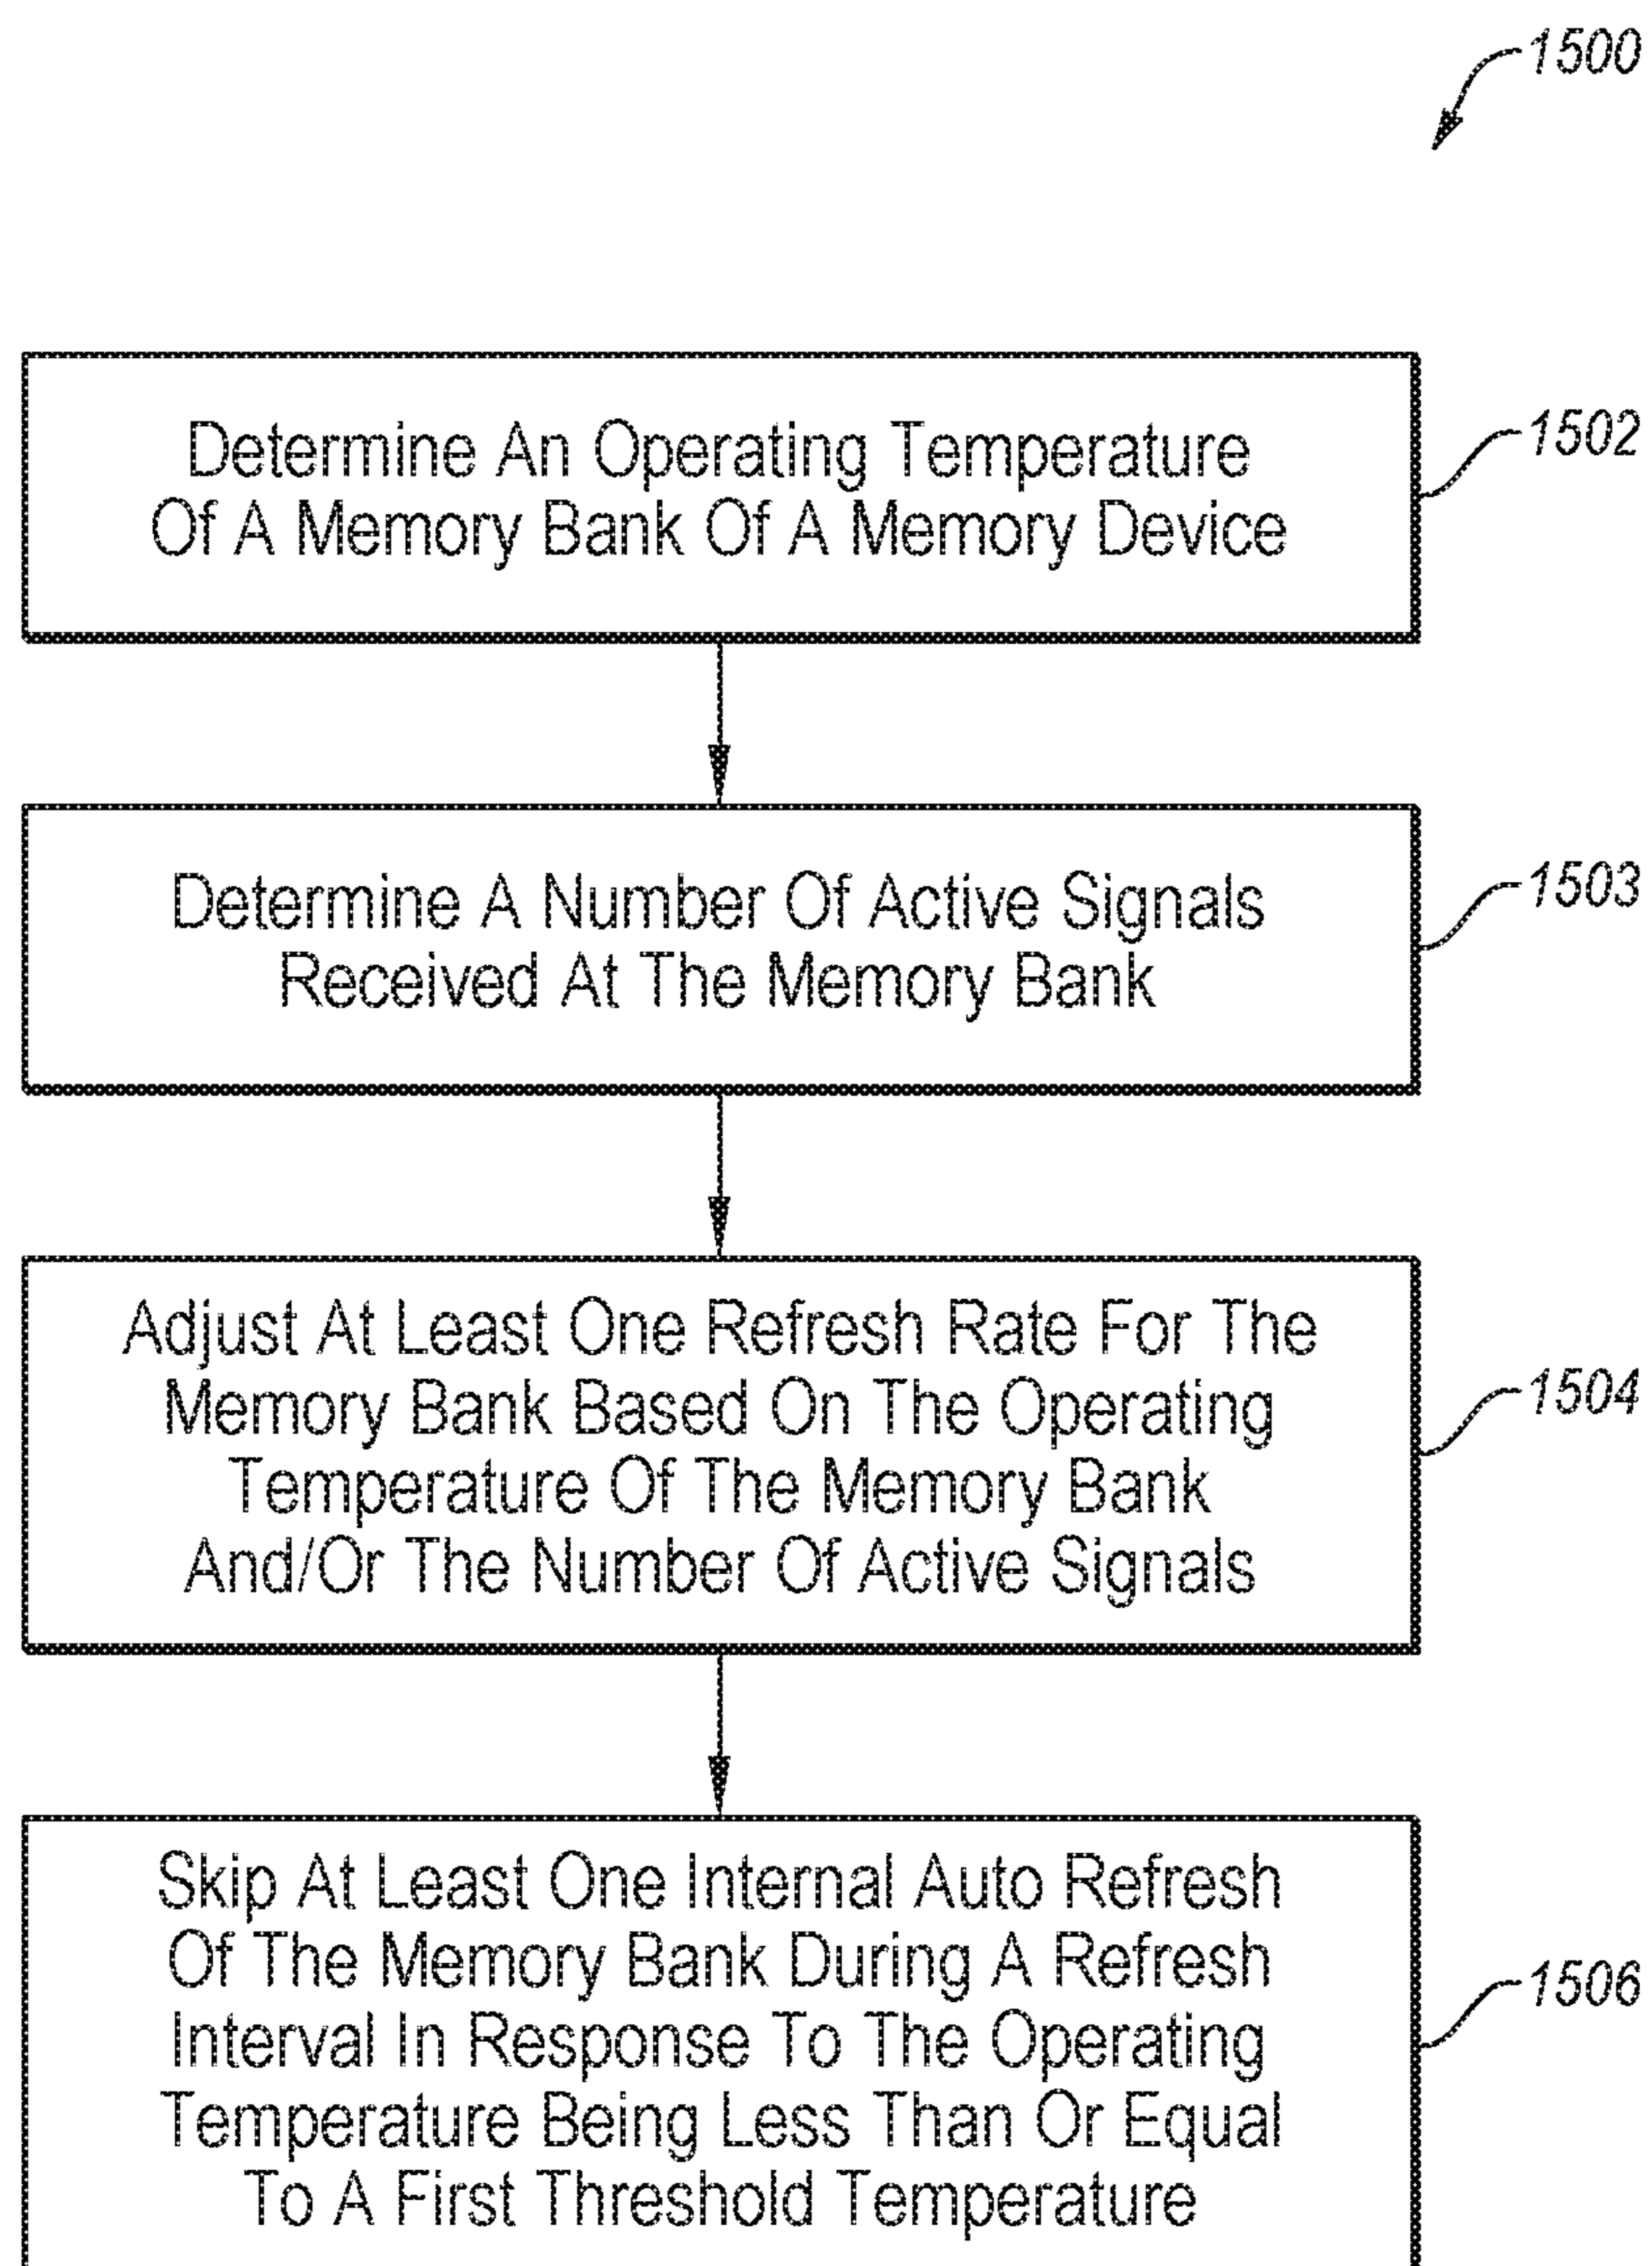 1500
Determine An Operating Temperature
Of A Memory Bank Of A Memory Device
1502
Determine A Number Of Active Signals
Received At The Memory Bank
1503
Adjust At Least One Refresh Rate For The
Memory Bank Based On The Operating
Temperature Of The Memory Bank
And/Or The Number Of Active Signals
1504
Skip At Least One Internal Auto Refresh
Of The Memory Bank During A Refresh
Interval In Response To The Operating
Temperature Being Less Than Or Equal
To A First Threshold Temperature
1506